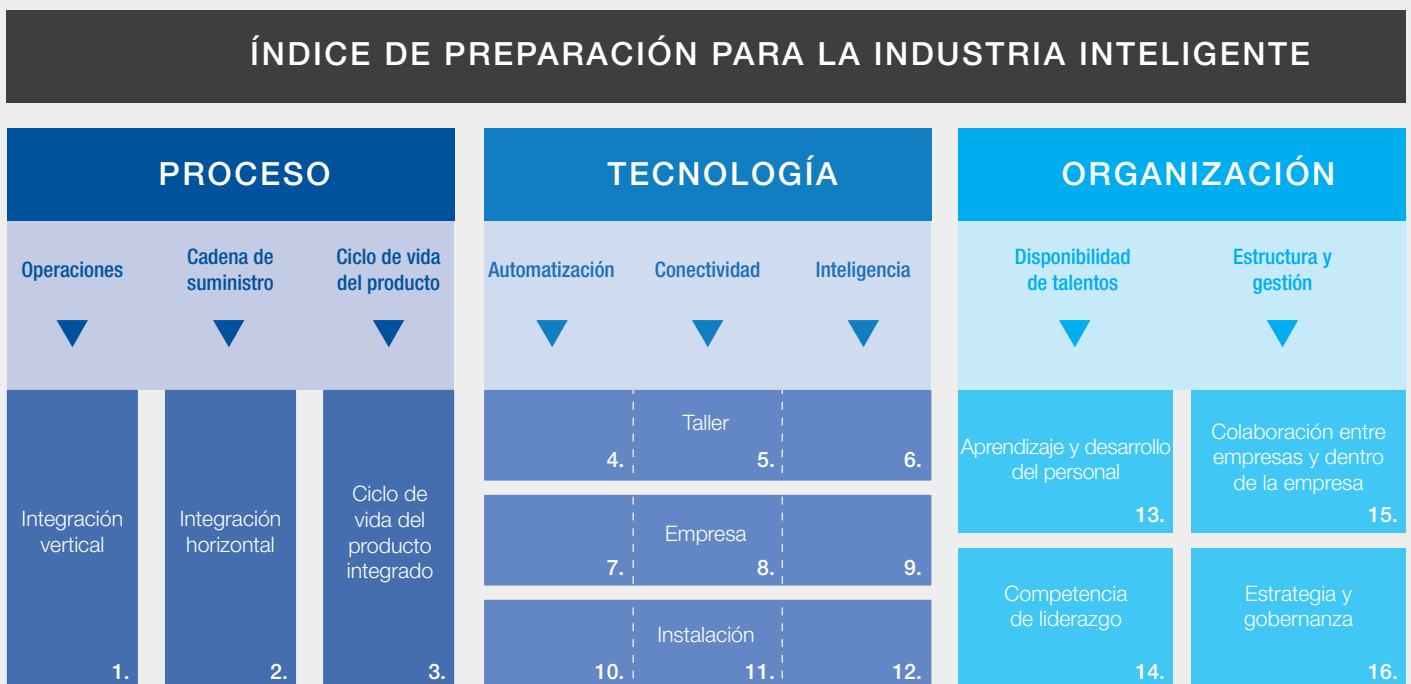 ÍNDICE DE PREPARACIÓN PARA LA INDUSTRIA INTELIGENTE
PROCESO
Operaciones
Cadena de
suministro
Ciclo de vida
del producto
Integración
vertical
1.
Integración
horizontal
2.
Ciclo de
vida del
producto
integrado
3.
TECNOLOGÍA
Automatización
Conectividad
Inteligencia
Taller
4.
5.
6.
Empresa
7.
8.
9.
Instalación
10.
11.
12.
ORGANIZACIÓN
Disponibilidad
de talentos
Estructura y
gestión
Aprendizaje y desarrollo
del personal
13.
Colaboración entre
empresas y dentro
de la empresa
15.
Competencia
de liderazgo
14.
Estrategia y
gobernanza
16.